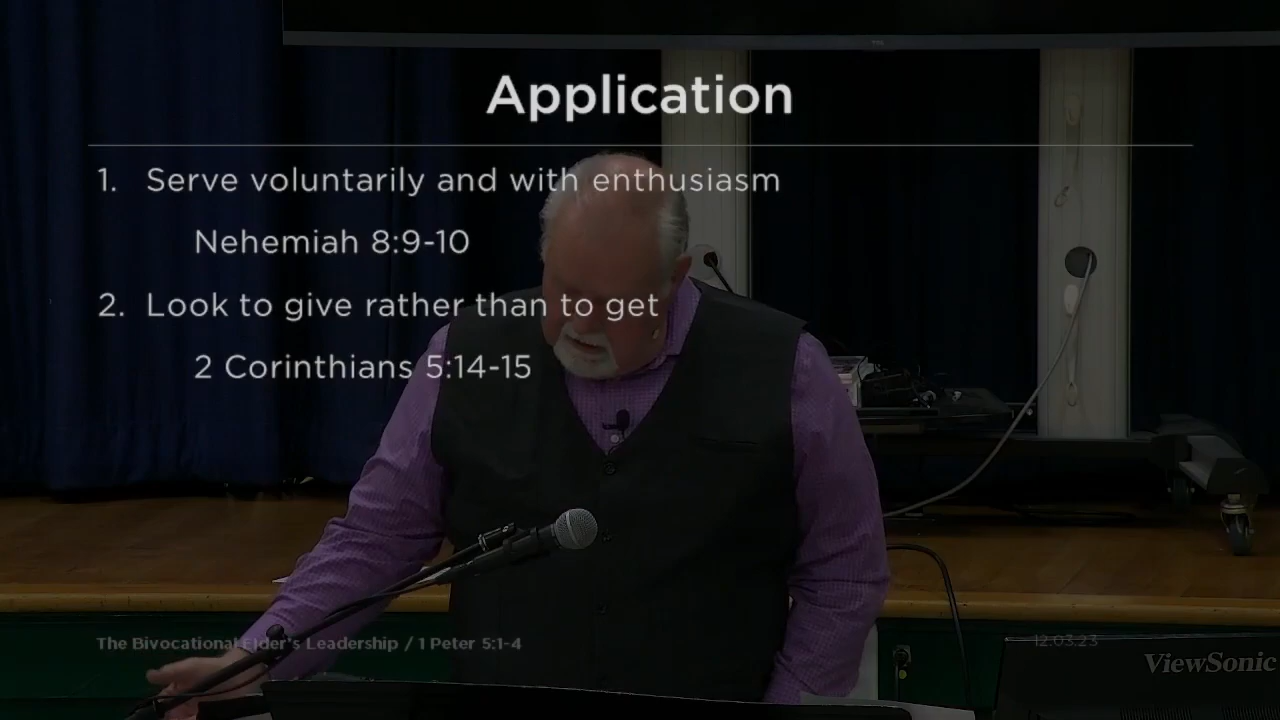 Application
1. Serve voluntarily and with enthusiasm
Nehemiah 8:9-10
2. Look to give rather than to get
2 Corinthians 5:14-15
The Bivocational Elder's Leadership / 1 Peter 5:1-4
12.03.23
ViewSonic